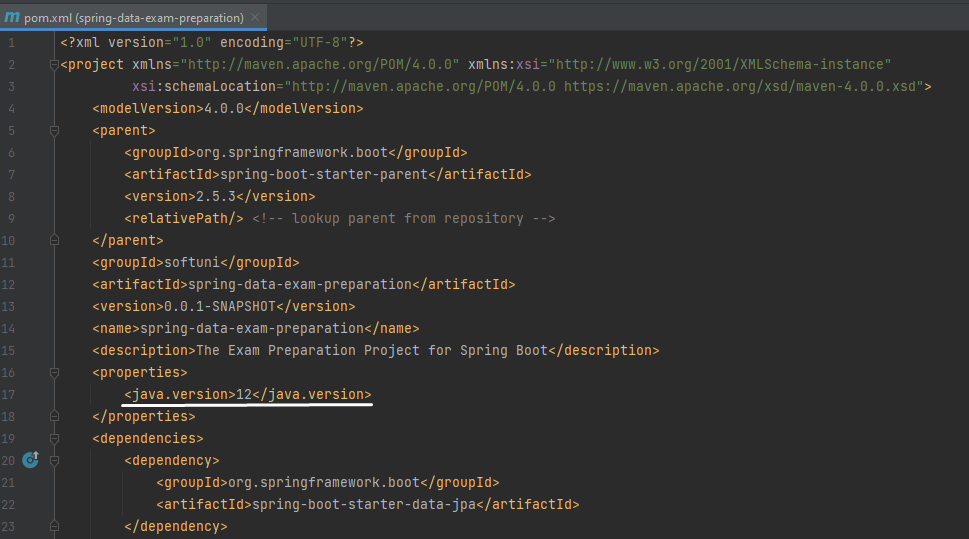 m pom.xml (spring-data-exam-preparation) ×
1 <?xml version="1.0" encoding="UTF-8"?>
2 <project xmlns="http://maven.apache.org/POM/4.0.0" xmlns:xsi="http://www.w3.org/2001/XMLSchema-instance"
3 xsi:schemaLocation="http://maven.apache.org/POM/4.0.0 https://maven.apache.org/xsd/maven-4.0.0.xsd">
4 <modelVersion>4.0.0</modelVersion>
5 <parent>
6 <groupId>org.springframework.boot</groupId>
7 <artifactId>spring-boot-starter-parent</artifactId>
8 <version>2.5.3</version>
9 <relativePath/> <!-- lookup parent from repository -->
10 </parent>
11 <groupId>softuni</groupId>
12 <artifactId>spring-data-exam-preparation</artifactId>
13 <version>0.0.1-SNAPSHOT</version>
14 <name>spring-data-exam-preparation</name>
15 <description>The Exam Preparation Project for Spring Boot</description>
16 <properties>
17 <java.version>12</java.version>
18 </properties>
19 <dependencies>
20 <dependency>
21 <groupId>org.springframework.boot</groupId>
22 <artifactId>spring-boot-starter-data-jpa</artifactId>
23 </dependency>